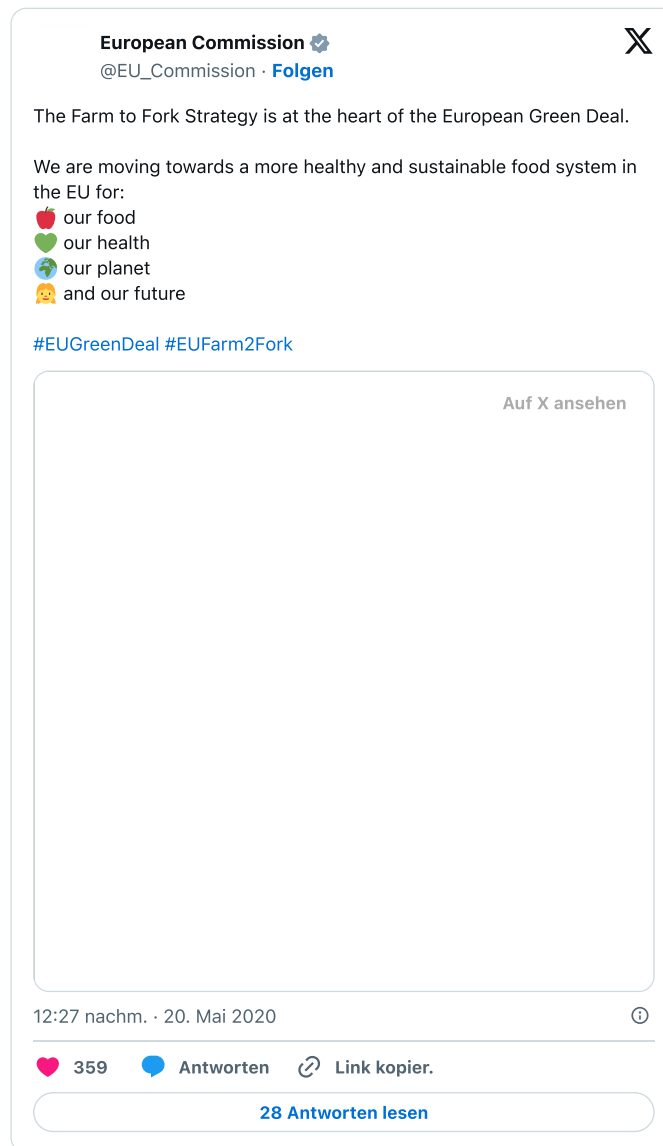 European Commission
@EU_Commission · Folgen
The Farm to Fork Strategy is at the heart of the European Green Deal.
We are moving towards a more healthy and sustainable food system in
the EU for:
🍎 our food
💚 our health
🌍 our planet
👧 and our future
#EUGreenDeal #EUFarm2Fork
Auf X ansehen
12:27 nachm. · 20. Mai 2020
359 Antworten Link kopier.
28 Antworten lesen